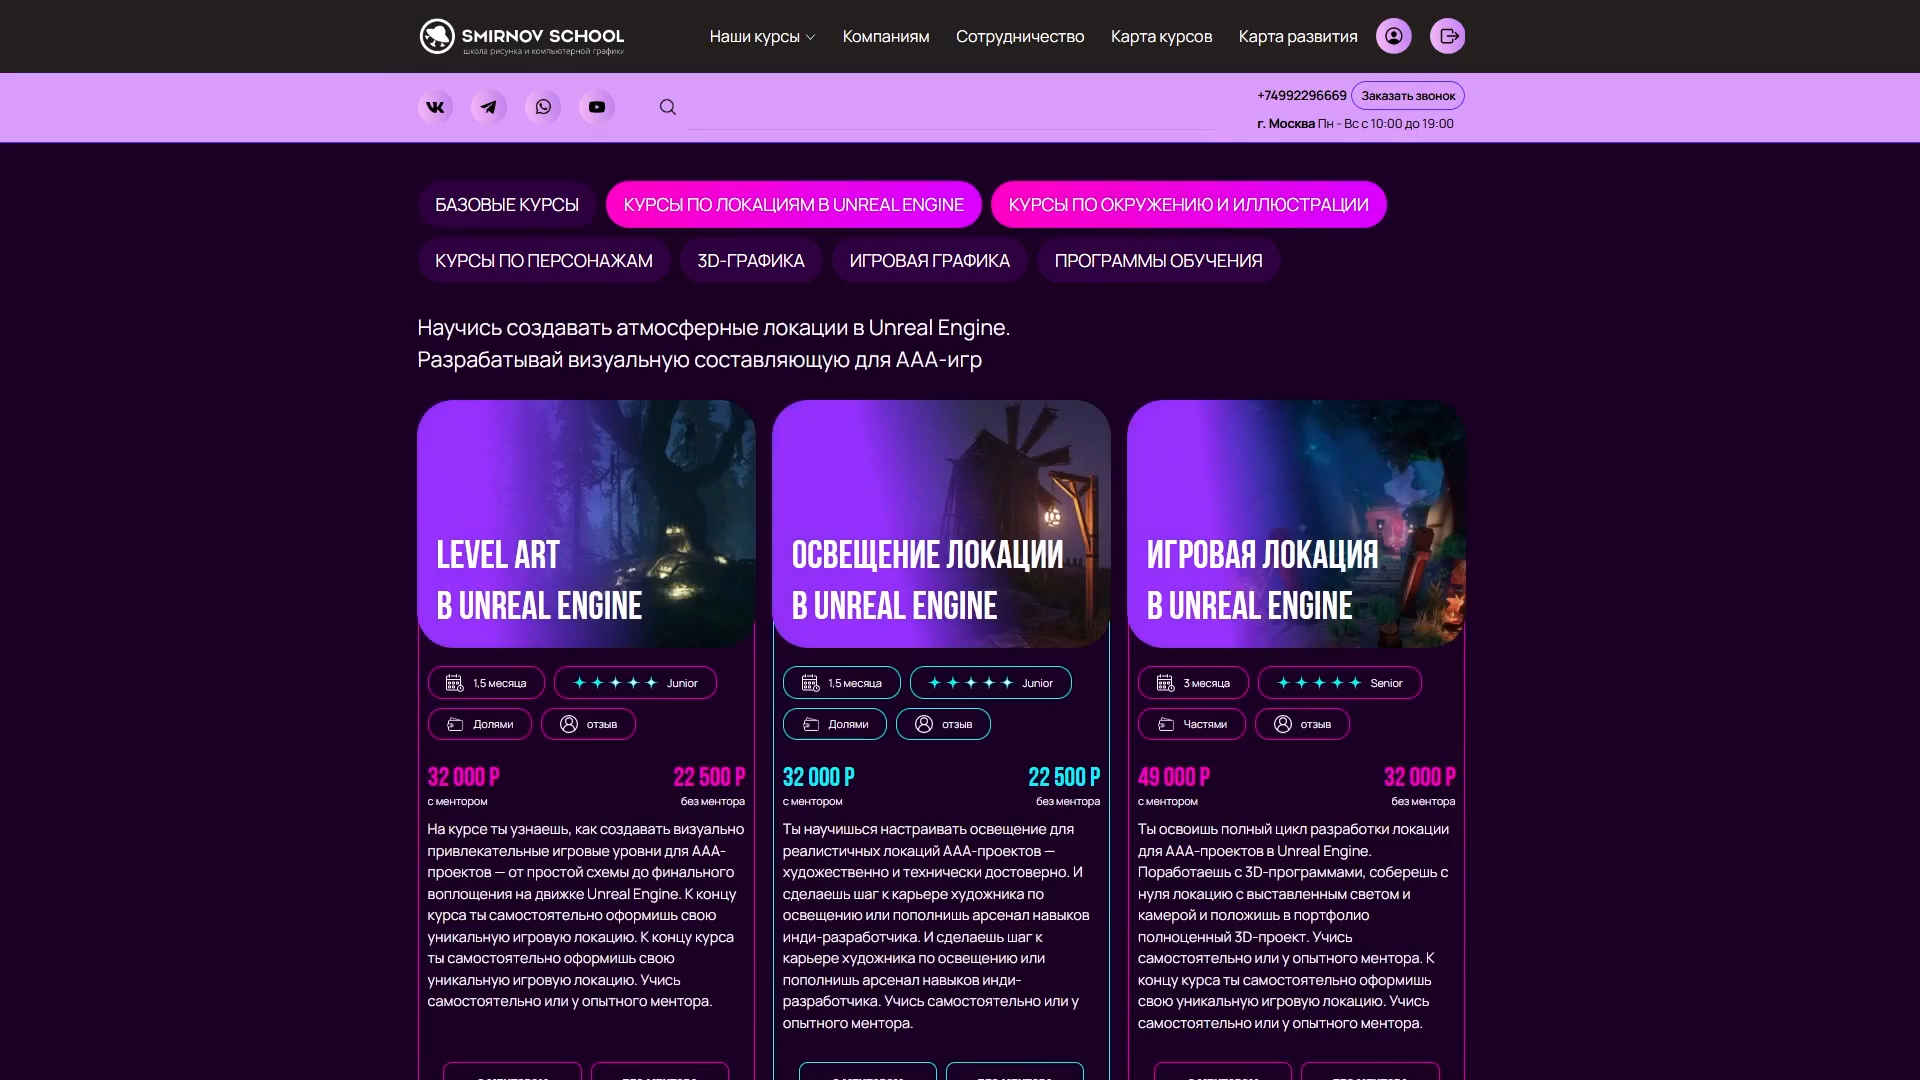 SMIRNOV SCHOOL
школа рисунка и компьютерной графики
Наши курсы
Компаниям
Сотрудничество
Карта курсов
Карта развития
+74992296669
Заказать звонок
г. Москва Пн - Вс с 10:00 до 19:00
БАЗОВЫЕ КУРСЫ
КУРСЫ ПО ЛОКАЦИЯМ В UNREAL ENGINE
КУРСЫ ПО ОКРУЖЕНИЮ И ИЛЛЮСТРАЦИИ
КУРСЫ ПО ПЕРСОНАЖАМ
3D-ГРАФИКА
ИГРОВАЯ ГРАФИКА
ПРОГРАММЫ ОБУЧЕНИЯ
Научись создавать атмосферные локации в Unreal Engine.
Разрабатывай визуальную составляющую для ААА-игр
LEVEL ART
В UNREAL ENGINE
1,5 месяца
Junior
Долями
отзыв
32 000 Р
22 500 Р
с ментором
без ментора
На курсе ты узнаешь, как создавать визуально
привлекательные игровые уровни для ААА-
проектов — от простой схемы до финального
воплощения на движке Unreal Engine. К концу
курса ты самостоятельно оформишь свою
уникальную игровую локацию. К концу курса
ты самостоятельно оформишь свою
уникальную игровую локацию. Учись
самостоятельно или у опытного ментора.
ОСВЕЩЕНИЕ ЛОКАЦИИ
В UNREAL ENGINE
1,5 месяца
Junior
Долями
отзыв
32 000 Р
22 500 Р
с ментором
без ментора
Ты научишься настраивать освещение для
реалистичных локаций ААА-проектов —
художественно и технически достоверно. И
сделаешь шаг к карьере художника по
освещению или пополнишь арсенал навыков
инди-разработчика. И сделаешь шаг к
карьере художника по освещению или
пополнишь арсенал навыков инди-
разработчика. Учись самостоятельно или у
опытного ментора.
ИГРОВАЯ ЛОКАЦИЯ
В UNREAL ENGINE
3 месяца
Senior
Частями
отзыв
49 000 Р
32 000 Р
с ментором
без ментора
Ты освоишь полный цикл разработки локации
для ААА-проектов в Unreal Engine.
Поработаешь с 3D-программами, соберешь с
нуля локацию с выставленным светом и
камерой и положишь в портфолио
полноценный 3D-проект. Учись
самостоятельно или у опытного ментора. К
концу курса ты самостоятельно оформишь
свою уникальную игровую локацию. Учись
самостоятельно или у опытного ментора.